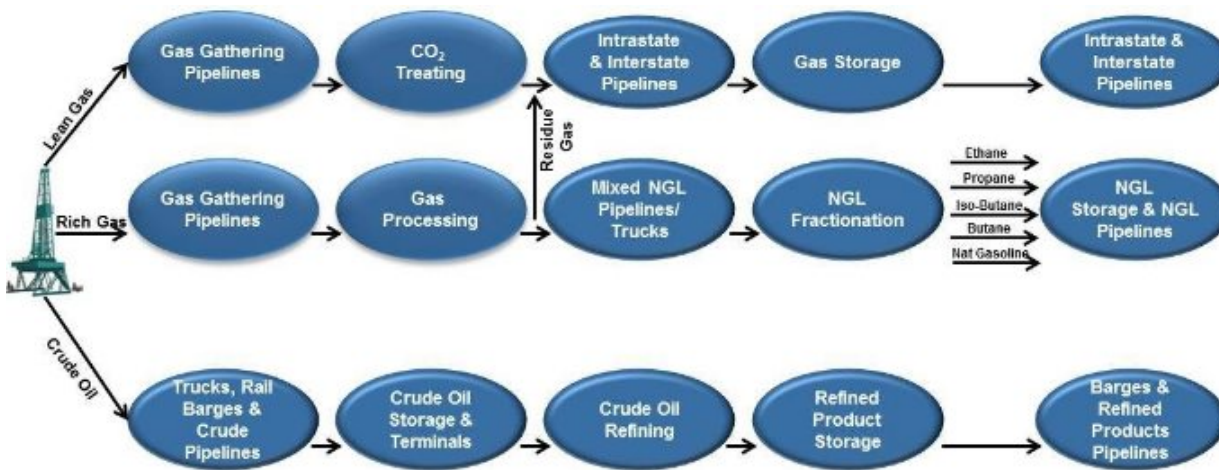 Lean Gas
Gas Gathering
Pipelines
CO₂
Treating
Intrastate
& Interstate
Pipelines
Gas Storage
Intrastate &
Interstate
Pipelines
Residue
Gas
Rich Gas
Gas Gathering
Pipelines
Gas
Processing
Mixed NGL
Pipelines/
Trucks
NGL
Fractionation
Ethane
Propane
Iso-Butane
Butane
Nat Gasoline
NGL
Storage & NGL
Pipelines
Crude Oil
Trucks, Rail
Barges &
Crude
Pipelines
Crude Oil
Storage &
Terminals
Crude Oil
Refining
Refined
Product
Storage
Barges &
Refined
Products
Pipelines